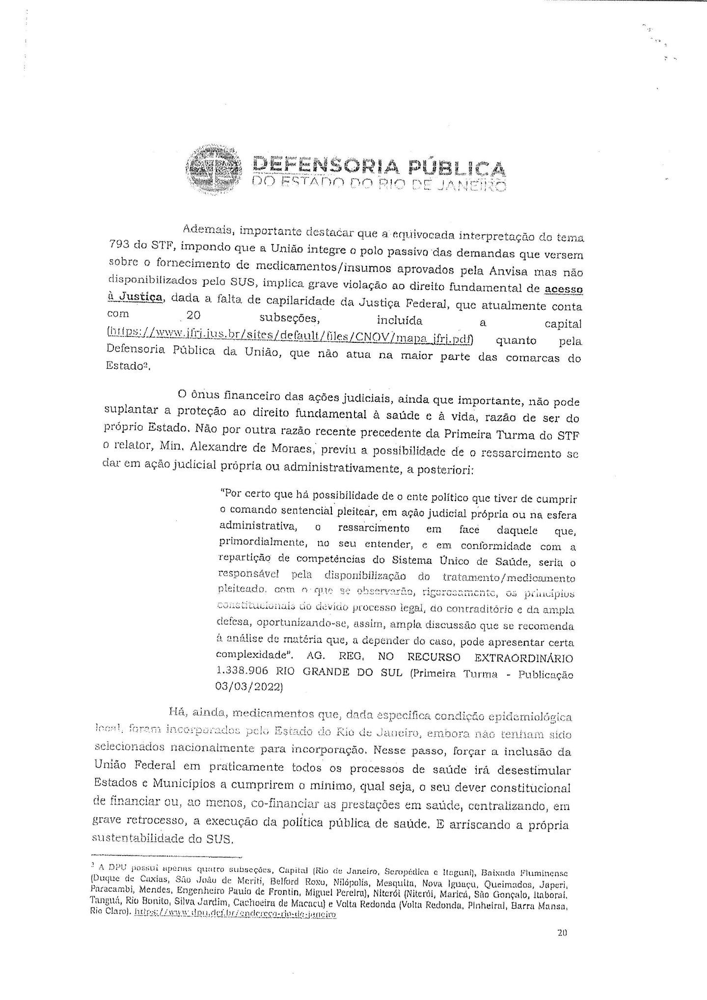 DEFENSORIA PÚBLICA
DO ESTADO DO RIO DE JANEIRO
Ademais, importante destacar que a equivocada interpretação do tema
793 do STF, impondo que a União integre o polo passivo das demandas que versem
sobre o fornecimento de medicamentos/insumos aprovados pela Anvisa mas não
disponibilizados pelo SUS, implica grave violação ao direito fundamental de acesso
à Justiça, dada a falta de capilaridade da Justiça Federal, que atualmente conta
com 20 subseções, incluída a capital
(https://www.jfrj.jus.br/sites/default/files/CNOV/mapa_jfrj.pdf) quanto pela
Defensoria Pública da União, que não atua na maior parte das comarcas do
Estado².
O ônus financeiro das ações judiciais, ainda que importante, não pode
suplantar a proteção ao direito fundamental à saúde e à vida, razão de ser do
próprio Estado. Não por outra razão recente precedente da Primeira Turma do STF
o relator, Min. Alexandre de Moraes, previu a possibilidade de o ressarcimento se
dar em ação judicial própria ou administrativamente, a posteriori:
“Por certo que há possibilidade de o ente político que tiver de cumprir
o comando sentencial pleitear, em ação judicial própria ou na esfera
administrativa, o ressarcimento em face daquele que,
primordialmente, no seu entender, e em conformidade com a
repartição de competências do Sistema Único de Saúde, seria o
responsável pela disponibilização do tratamento/medicamento
pleiteado, com o que se observarão, rigorosamente, os princípios
constitucionais do devido processo legal, do contraditório e da ampla
defesa, oportunizando-se, assim, ampla discussão que se recomenda
à análise de matéria que, a depender do caso, pode apresentar certa
complexidade”. AG. REG. NO RECURSO EXTRAORDINÁRIO
1.338.906 RIO GRANDE DO SUL (Primeira Turma - Publicação
03/03/2022)
Há, ainda, medicamentos que, dada específica condição epidemiológica
local, foram incorporados pelo Estado do Rio de Janeiro, embora não tenham sido
selecionados nacionalmente para incorporação. Nesse passo, forçar a inclusão da
União Federal em praticamente todos os processos de saúde irá desestimular
Estados e Municípios a cumprirem o mínimo, qual seja, o seu dever constitucional
de financiar ou, ao menos, co-financiar as prestações em saúde, centralizando, em
grave retrocesso, a execução da política pública de saúde. E arriscando a própria
sustentabilidade do SUS.
² A DPU possui apenas quatro subseções, Capital (Rio de Janeiro, Seropédica e Itaguaí), Baixada Fluminense
(Duque de Caxias, São João de Meriti, Belford Roxo, Nilópolis, Mesquita, Nova Iguaçu, Queimados, Japeri,
Paracambi, Mendes, Engenheiro Paulo de Frontin, Miguel Pereira), Niterói (Niterói, Maricá, São Gonçalo, Itaboraí,
Tanguá, Rio Bonito, Silva Jardim, Cachoeira de Macacu) e Volta Redonda (Volta Redonda, Pinheiral, Barra Mansa,
Rio Claro). https://www.dpu.def.br/endereco-rio-de-janeiro
20